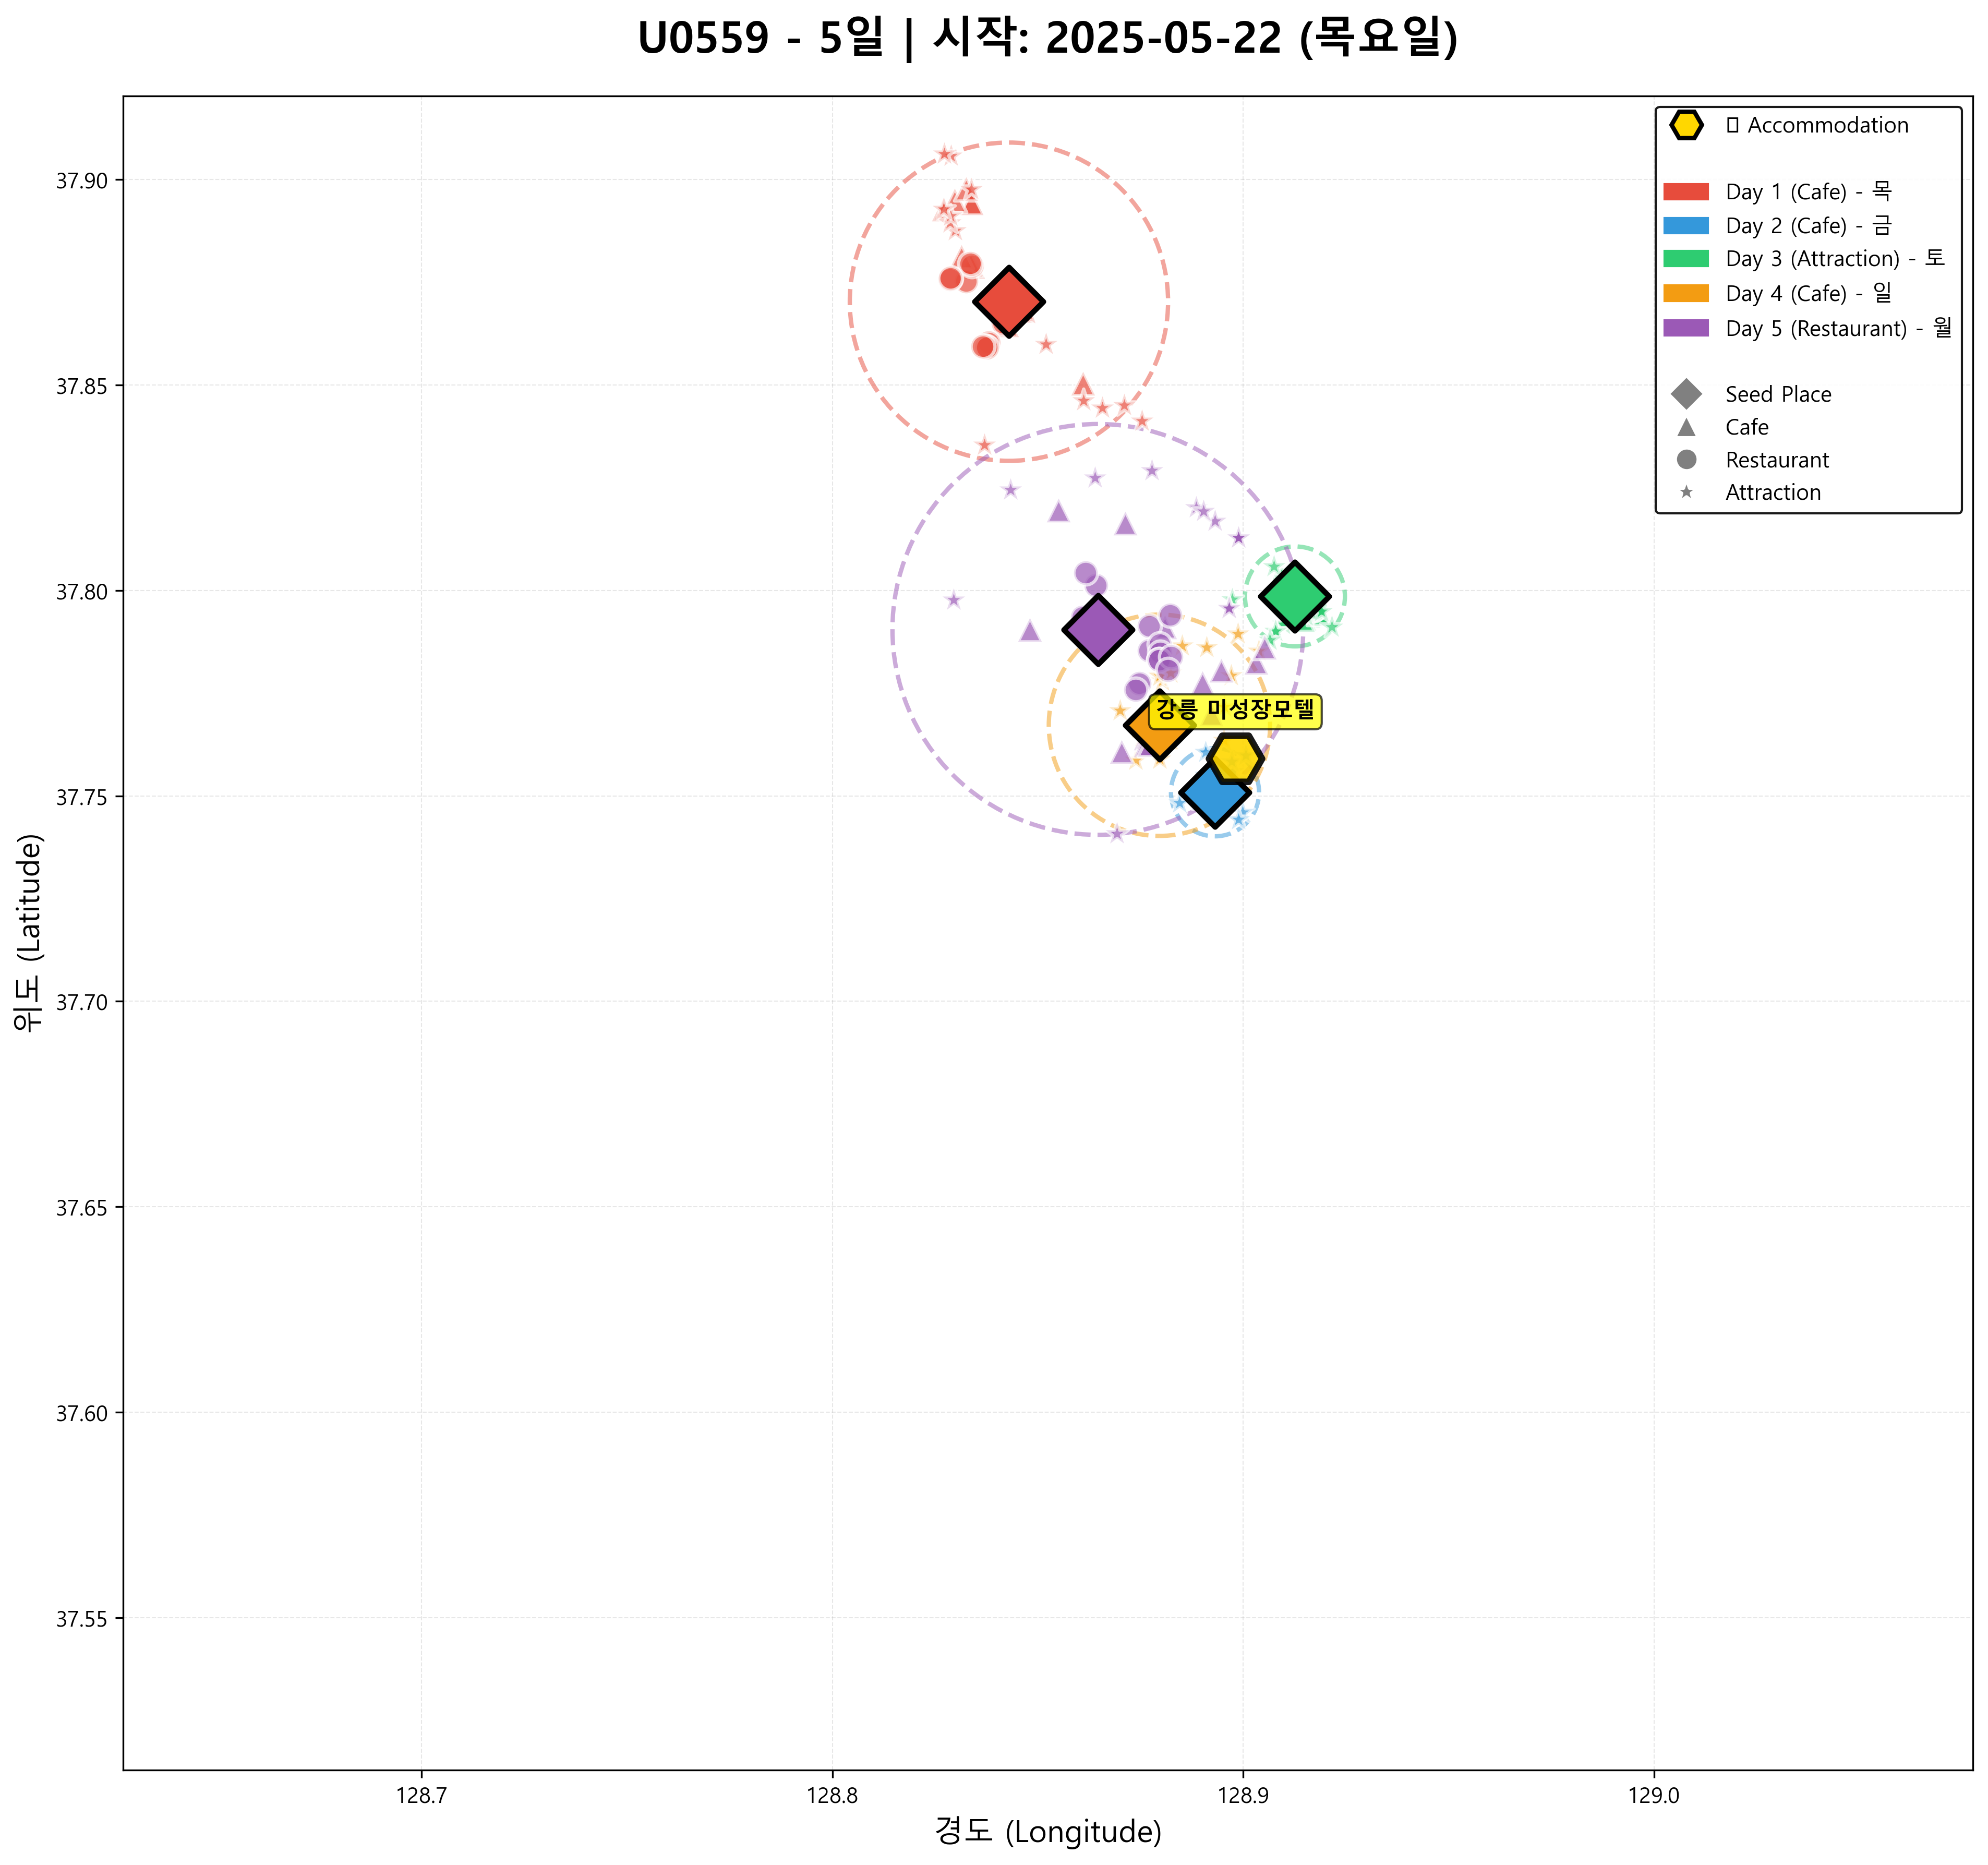 U0559 - 5일 | 시작: 2025-05-22 (목요일)
Accommodation
Day 1 (Cafe) - 목
Day 2 (Cafe) - 금
Day 3 (Attraction) - 토
Day 4 (Cafe) - 일
Day 5 (Restaurant) - 월
Seed Place
Cafe
Restaurant
Attraction
강릉 미성장모텔
37.90
37.85
37.80
37.75
37.70
37.65
37.60
37.55
위도 (Latitude)
128.7
128.8
128.9
129.0
경도 (Longitude)